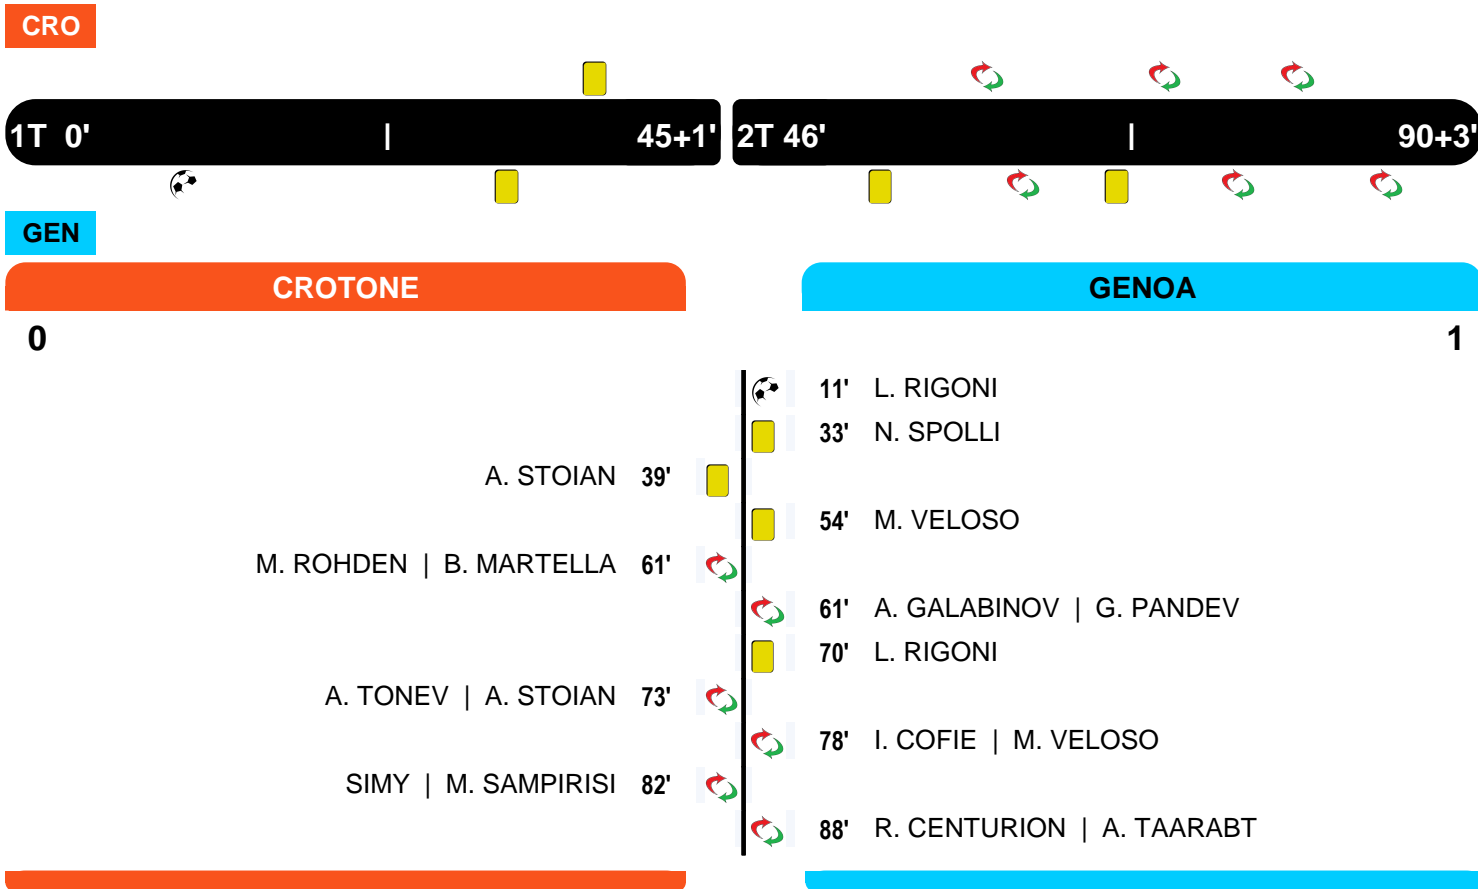 CRO
1T 0' | 45+1' 2T 46' | 90+3'
GEN
CROTONE GENOA
0 1
11' L. RIGONI
33' N. SPOLLI
A. STOIAN 39'
54' M. VELOSO
M. ROHDEN | B. MARTELLA 61'
61' A. GALABINOV | G. PANDEV
70' L. RIGONI
A. TONEV | A. STOIAN 73'
78' I. COFIE | M. VELOSO
SIMY | M. SAMPIRISI 82'
88' R. CENTURION | A. TAARABT